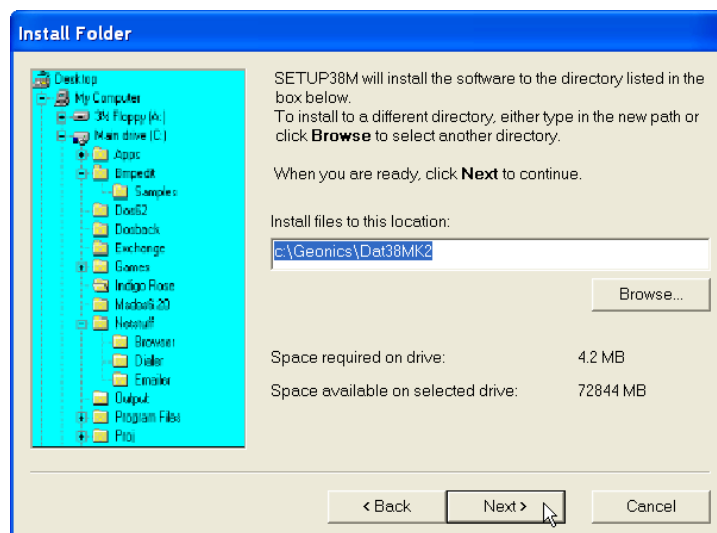 Install Folder
Desktop
My Computer
3½ Floppy (A:)
Main drive (C:)
Apps
Bmpedit
Samples
Dos62
Dosback
Exchange
Games
Indigo Rose
Netstuff
Browser
Dialer
Emailer
Output
Program Files
Proj
SETUP38M will install the software to the directory listed in the
box below.
To install to a different directory, either type in the new path or
click Browse to select another directory.
When you are ready, click Next to continue.
Install files to this location:
c:\Geonics\Dat38MK2
Browse...
Space required on drive: 4.2 MB
Space available on selected drive: 72844 MB
< Back
Next >
Cancel